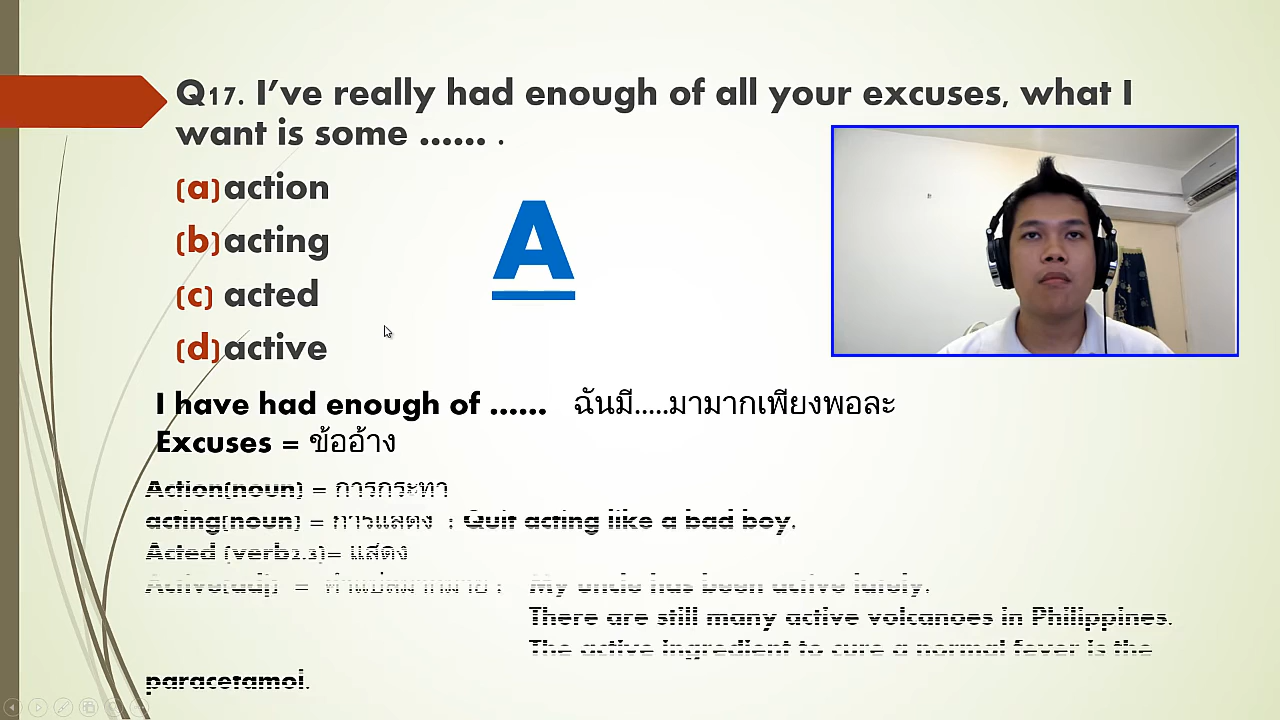 Q17. I've really had enough of all your excuses, what I
want is some ...... .
(a) action
(b) acting
(c) acted
(d) active
A
I have had enough of ...... ฉันมี.....มามากเพียงพอละ
Excuses = ข้ออ้าง
Action(noun) = การกระทำ
acting(noun) = การแสดง : Quit acting like a bad boy.
Acted (verb2,3)= แสดง
Active(adj) = : My uncle has been active lately.
There are still many active volcanoes in Philippines.
The active ingredient to cure a normal fever is the
paracetamol.